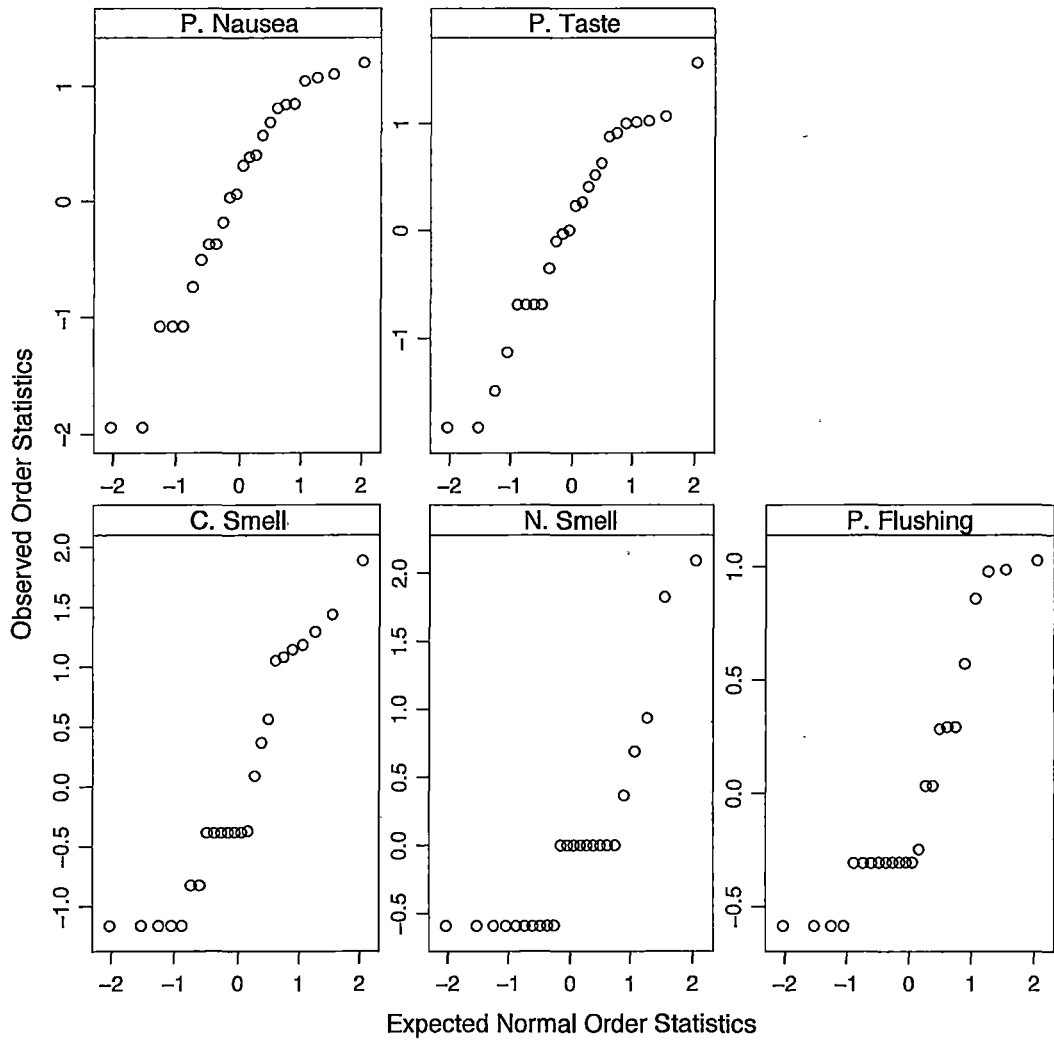 P. Nausea
P. Taste
1
0
-1
-2
1
0
-1
-2 -1 0 1 2
-2 -1 0 1 2
C. Smell
N. Smell
P. Flushing
2.0
1.5
1.0
0.5
0.0
-0.5
-1.0
2.0
1.5
1.0
0.5
0.0
-0.5
1.0
0.5
0.0
-0.5
-2 -1 0 1 2
-2 -1 0 1 2
-2 -1 0 1 2
Observed Order Statistics
Expected Normal Order Statistics